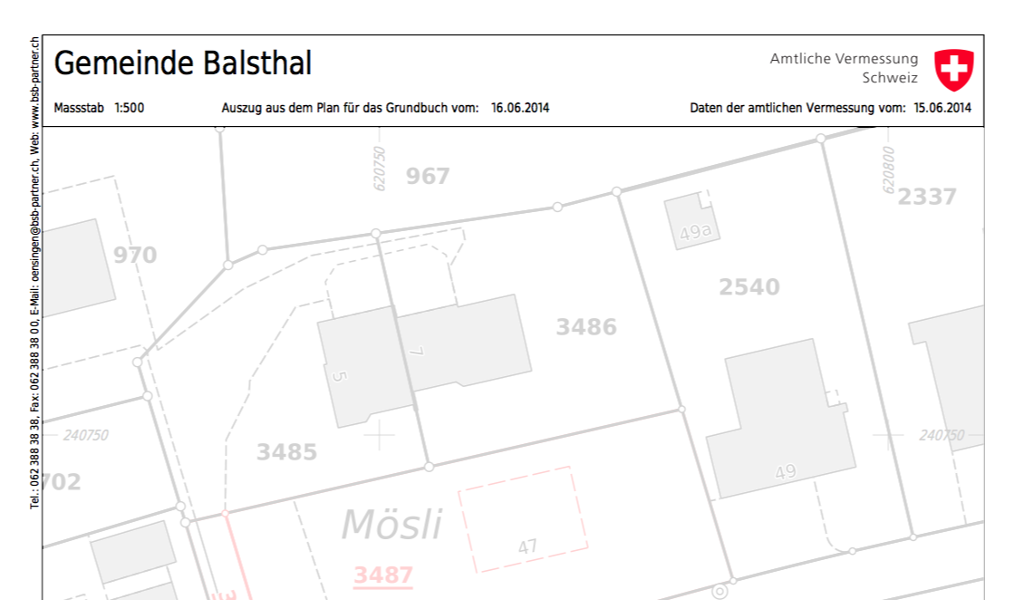 Gemeinde Balsthal
Amtliche Vermessung
Schweiz
Massstab 1:500
Auszug aus dem Plan für das Grundbuch vom: 16.06.2014
Daten der amtlichen Vermessung vom: 15.06.2014
Tel.: 062 388 38 38, Fax: 062 388 38 00, E-Mail: oensingen@bsb-partner.ch, Web: www.bsb-partner.ch
620750
967
620800
2337
49a
970
2540
3486
7
5
240750
240750
3485
49
702
Mösli
47
3487